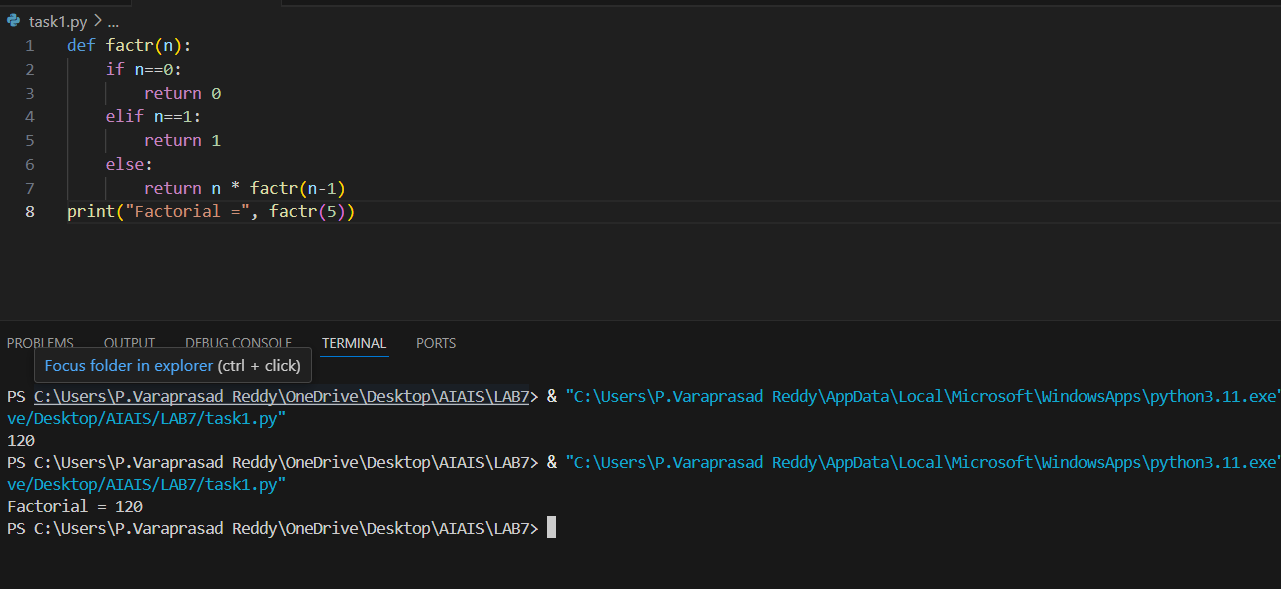 task1.py > ...
1 def factr(n):
2     if n==0:
3         return 0
4     elif n==1:
5         return 1
6     else:
7         return n * factr(n-1)
8 print("Factorial =", factr(5))
PROBLEMS OUTPUT DEBUG CONSOLE TERMINAL PORTS
Focus folder in explorer (ctrl + click)
PS C:\Users\P.Varaprasad Reddy\OneDrive\Desktop\AIAIS\LAB7> & "C:\Users\P.Varaprasad Reddy\AppData\Local\Microsoft\WindowsApps\python3.11.exe"
ve/Desktop/AIAIS/LAB7/task1.py"
120
PS C:\Users\P.Varaprasad Reddy\OneDrive\Desktop\AIAIS\LAB7> & "C:\Users\P.Varaprasad Reddy\AppData\Local\Microsoft\WindowsApps\python3.11.exe"
ve/Desktop/AIAIS/LAB7/task1.py"
Factorial = 120
PS C:\Users\P.Varaprasad Reddy\OneDrive\Desktop\AIAIS\LAB7>